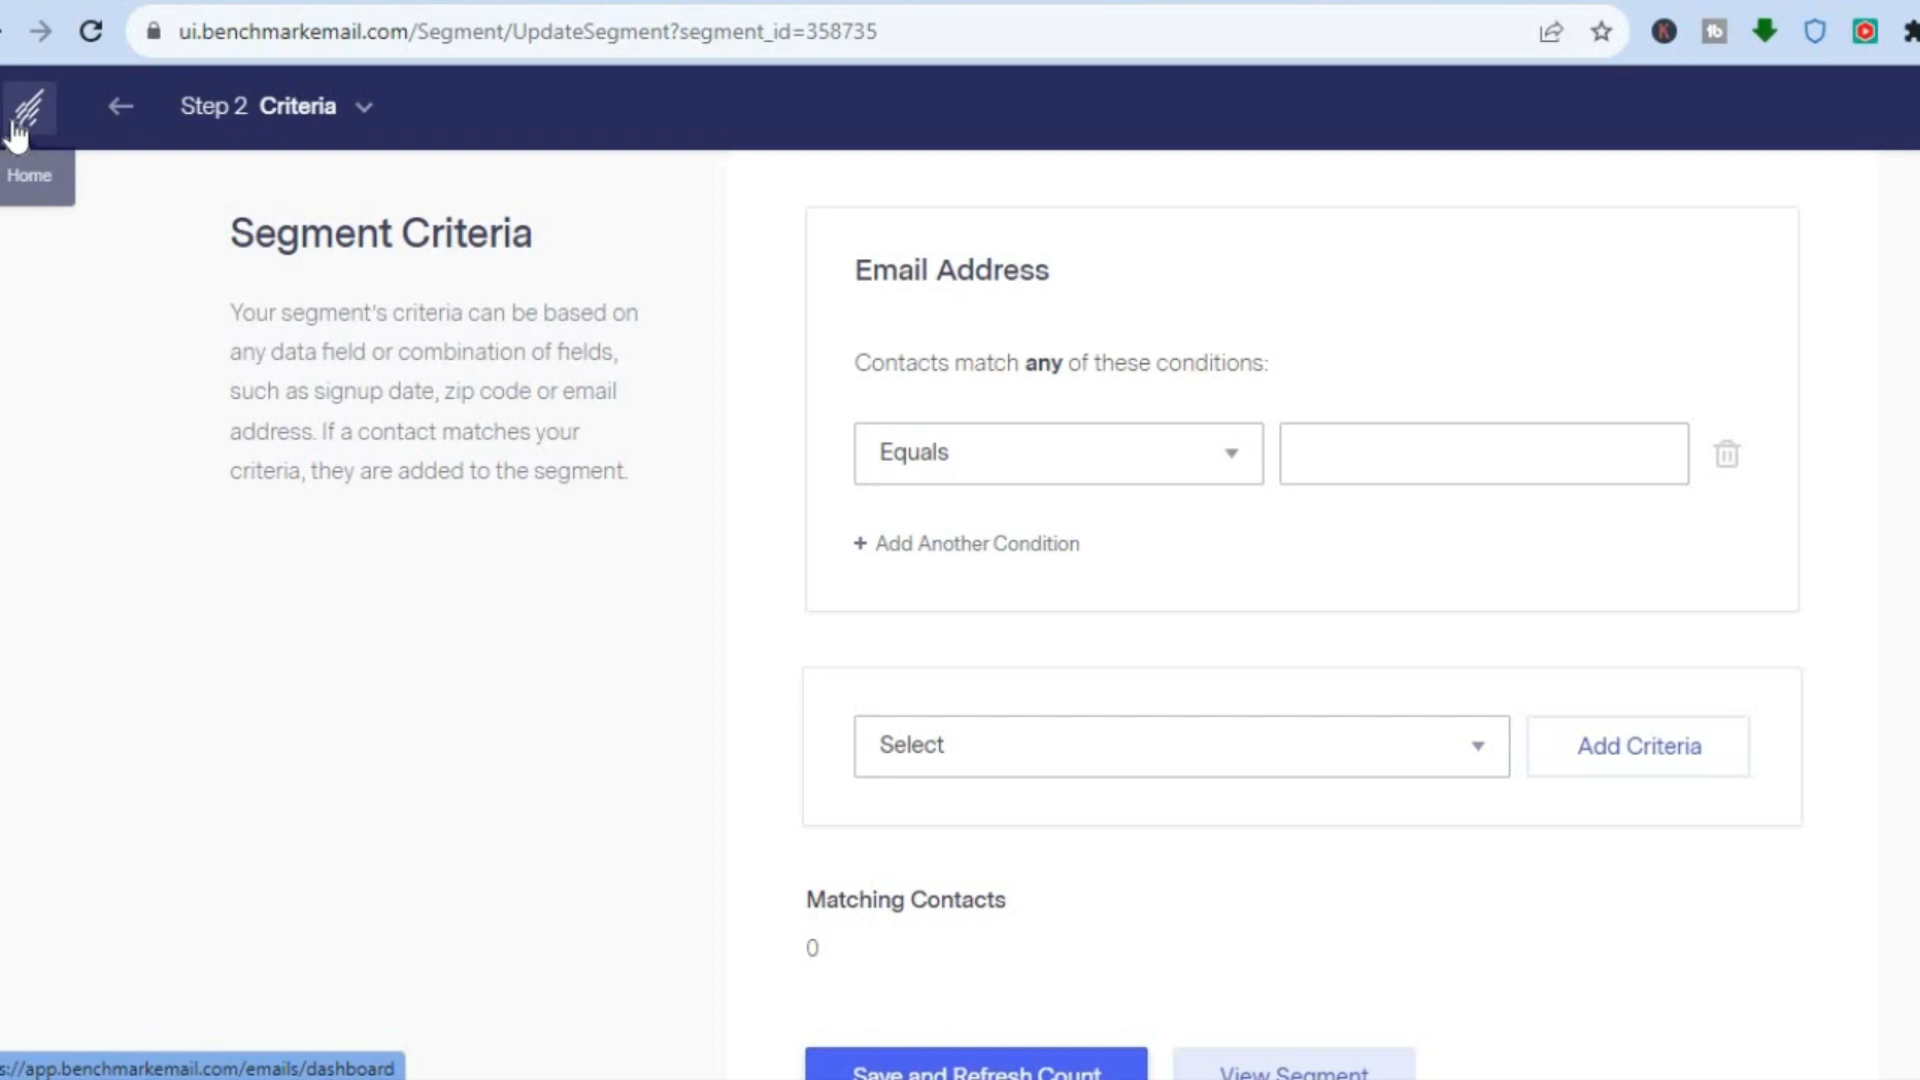 ui.benchmarkemail.com/Segment/UpdateSegment?segment_id=358735
Step 2 Criteria
Home
Segment Criteria
Your segment's criteria can be based on
any data field or combination of fields,
such as signup date, zip code or email
address. If a contact matches your
criteria, they are added to the segment.
Email Address
Contacts match any of these conditions:
Equals
+ Add Another Condition
Select
Add Criteria
Matching Contacts
0
Save and Refresh Count
View Segment
s://app.benchmarkemail.com/emails/dashboard